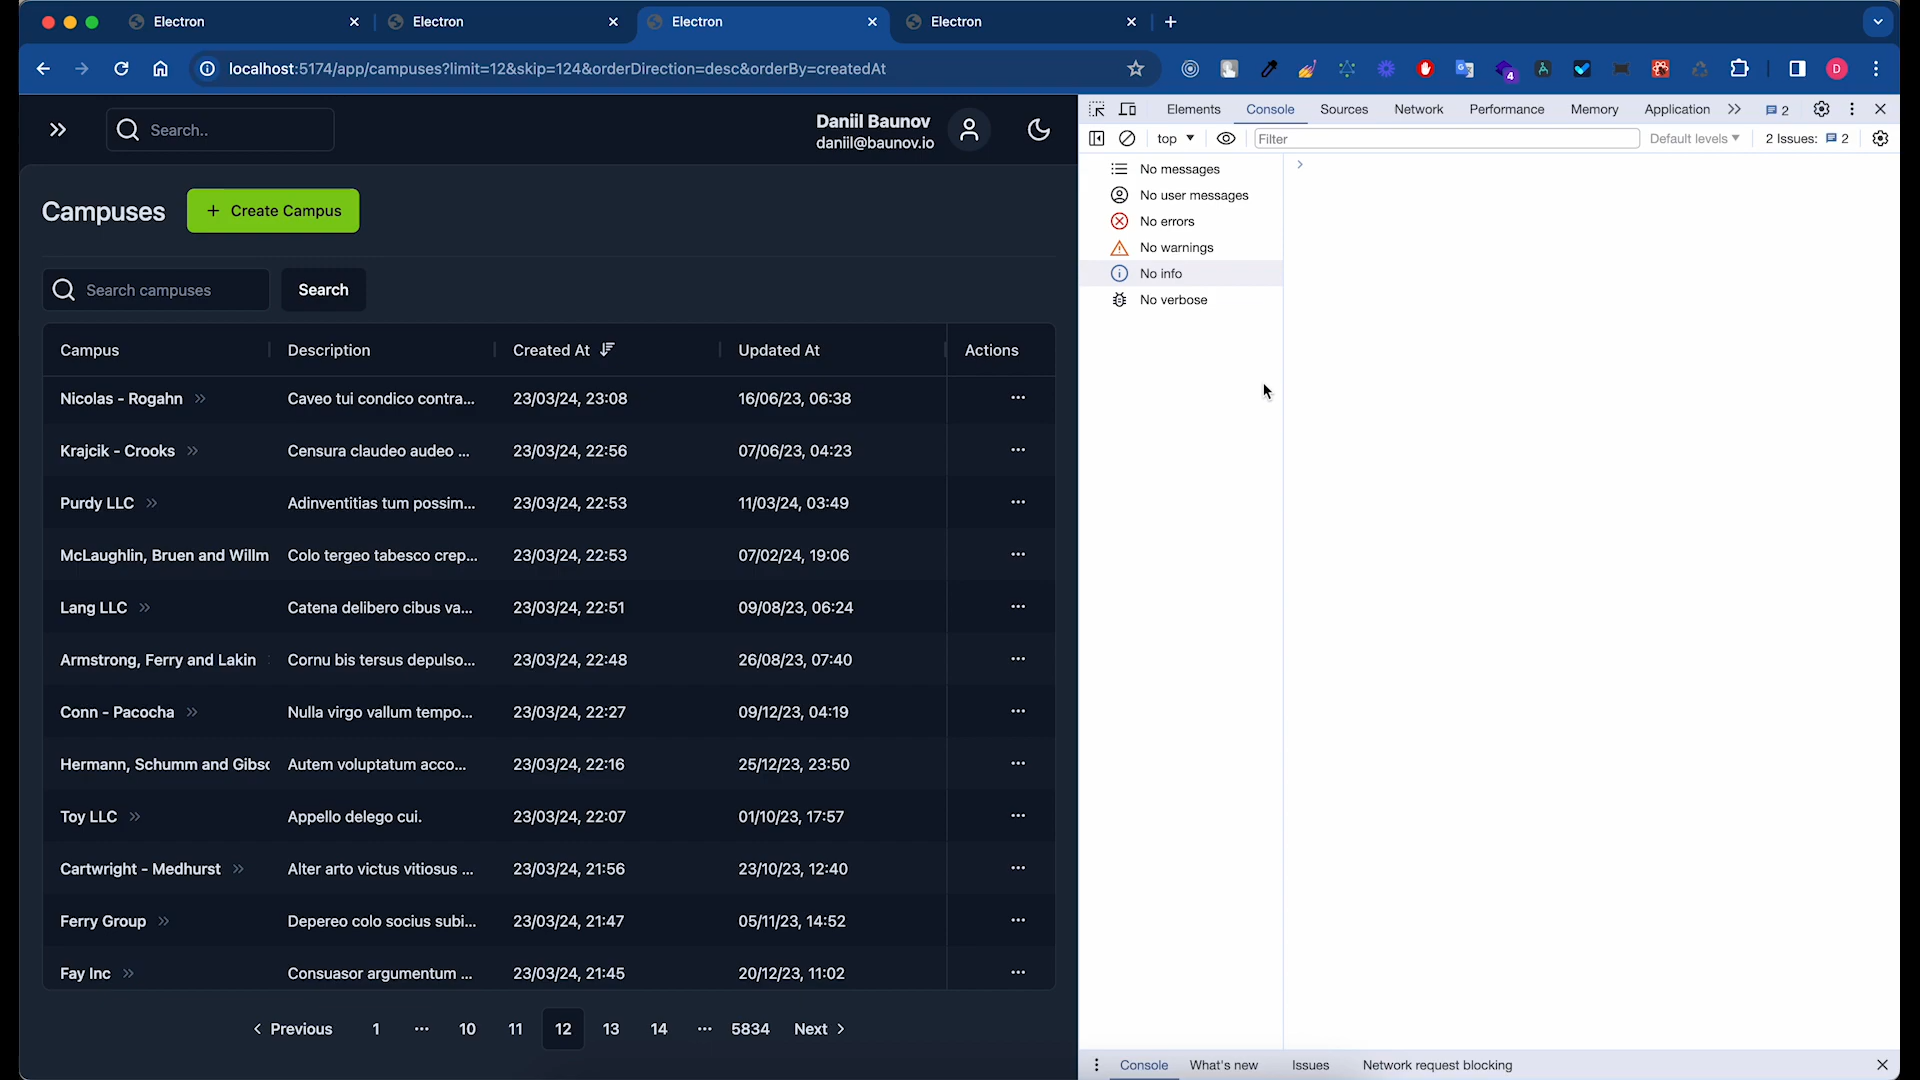 Electron
Electron
Electron
Electron
localhost:5174/app/campuses?limit=12&skip=124&orderDirection=desc&orderBy=createdAt
4
D
Search..
Daniil Baunov
daniil@baunov.io
Campuses
+ Create Campus
Search campuses
Search
Campus Description Created At Updated At Actions
Nicolas - Rogahn » Caveo tui condico contra... 23/03/24, 23:08 16/06/23, 06:38 ...
Krajcik - Crooks » Censura claudeo audeo ... 23/03/24, 22:56 07/06/23, 04:23 ...
Purdy LLC » Adinventitias tum possim... 23/03/24, 22:53 11/03/24, 03:49 ...
McLaughlin, Bruen and Willm Colo tergeo tabesco crep... 23/03/24, 22:53 07/02/24, 19:06 ...
Lang LLC » Catena delibero cibus va... 23/03/24, 22:51 09/08/23, 06:24 ...
Armstrong, Ferry and Lakin Cornu bis tersus depulso... 23/03/24, 22:48 26/08/23, 07:40 ...
Conn - Pacocha » Nulla virgo vallum tempo... 23/03/24, 22:27 09/12/23, 04:19 ...
Hermann, Schumm and Gibsc Autem voluptatum acco... 23/03/24, 22:16 25/12/23, 23:50 ...
Toy LLC » Appello delego cui. 23/03/24, 22:07 01/10/23, 17:57 ...
Cartwright - Medhurst » Alter arto victus vitiosus ... 23/03/24, 21:56 23/10/23, 12:40 ...
Ferry Group » Depereo colo socius subi... 23/03/24, 21:47 05/11/23, 14:52 ...
Fay Inc » Consuasor argumentum ... 23/03/24, 21:45 20/12/23, 11:02 ...
< Previous 1 ... 10 11 12 13 14 ... 5834 Next >
Elements Console Sources Network Performance Memory Application » 2
top Filter Default levels 2 Issues: 2
No messages
No user messages
No errors
No warnings
No info
No verbose
Console What's new Issues Network request blocking